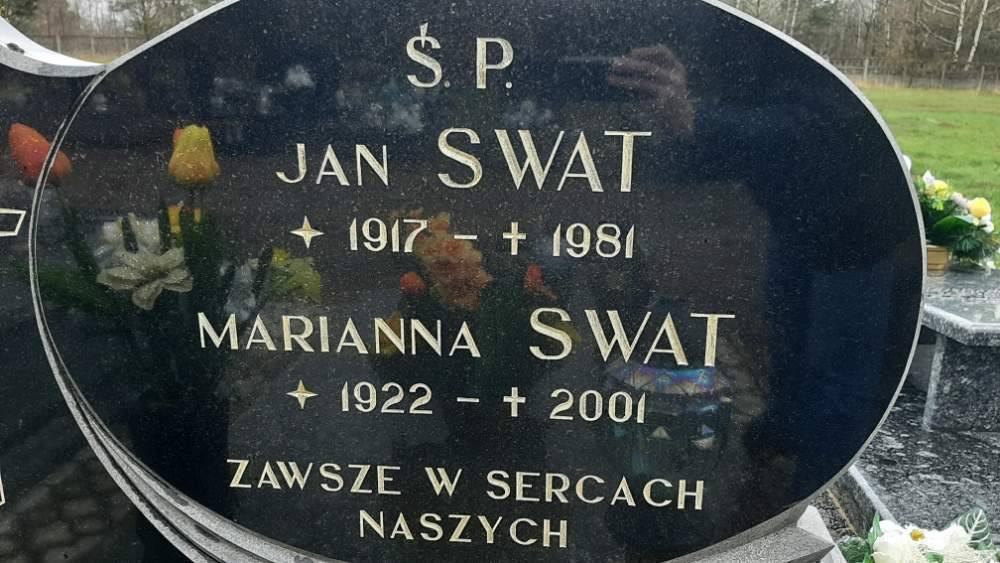 Ś. P.
JAN SWAT
✦ 1917 – ✝ 1981
MARIANNA SWAT
✦ 1922 – ✝ 2001
ZAWSZE W SERCACH
NASZYCH